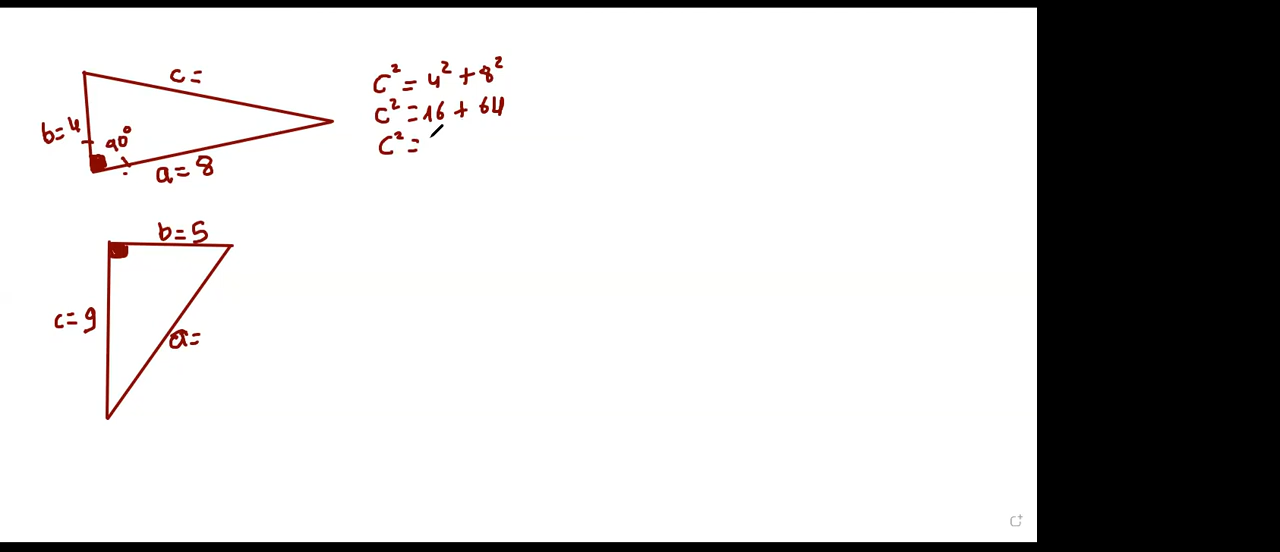 c =
b=4
90°
a=8
C² = 4² + 8²
C² = 16 + 64
C² =
b=5
c=9
a=